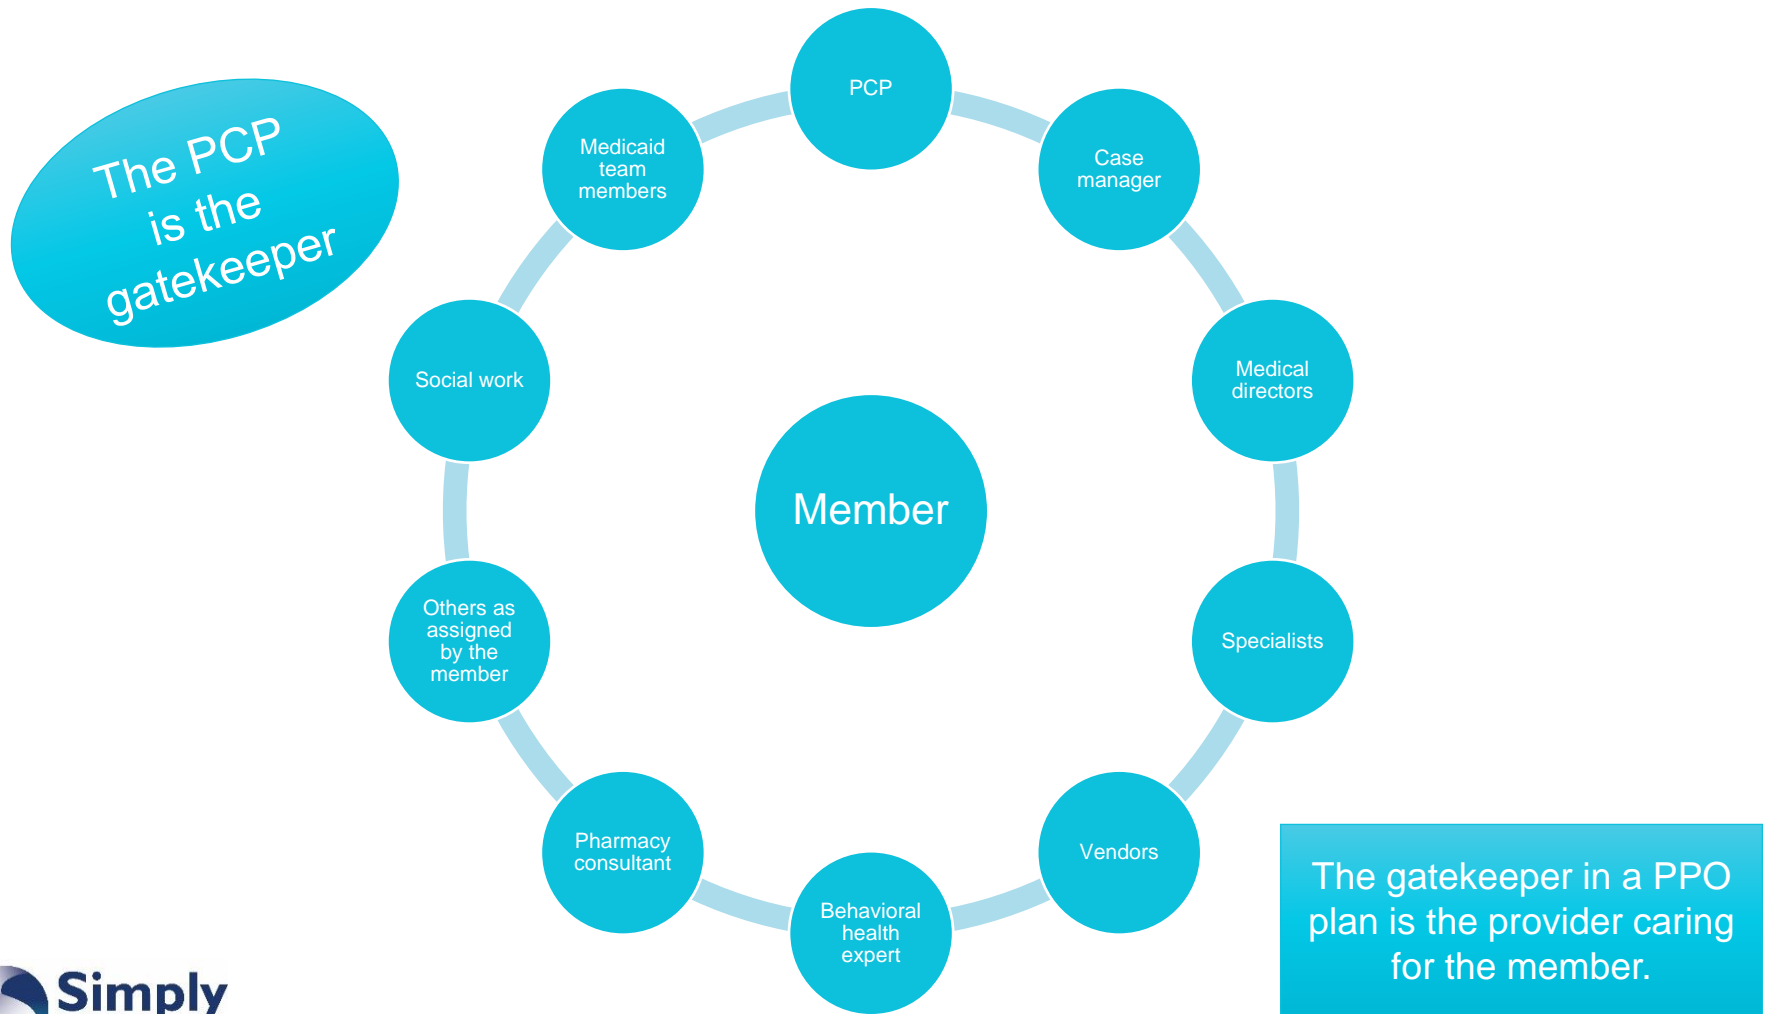 The PCP
is the
gatekeeper
PCP
Case
manager
Medical
directors
Specialists
Vendors
Behavioral
health
expert
Pharmacy
consultant
Others as
assigned
by the
member
Social work
Medicaid
team
members
Member
The gatekeeper in a PPO
plan is the provider caring
for the member.
Simply